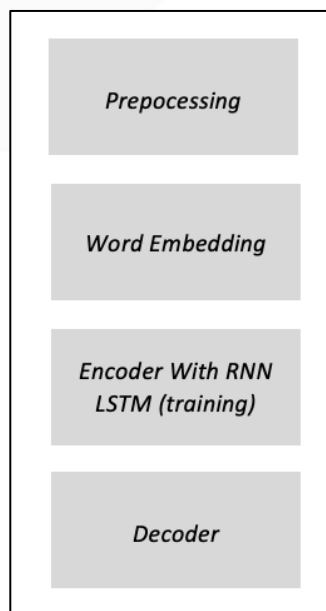 Prepocessing
Word Embedding
Encoder With RNN
LSTM (training)
Decoder